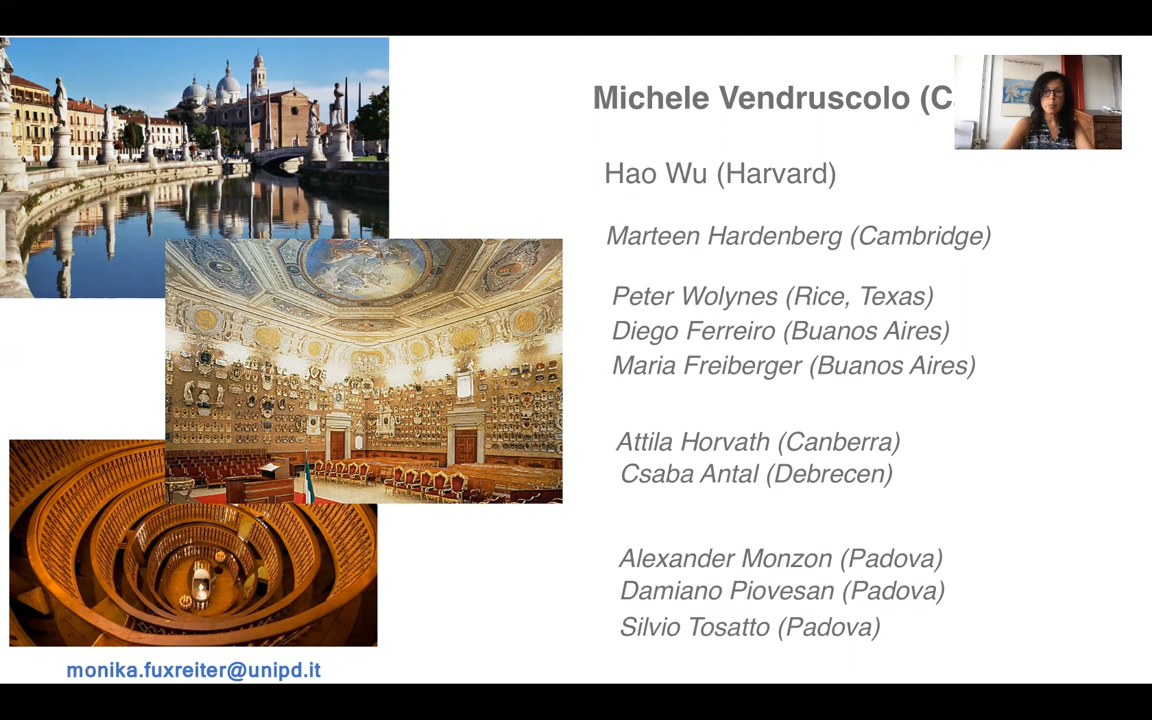 Michele Vendruscolo (C
Hao Wu (Harvard)
Marteen Hardenberg (Cambridge)
Peter Wolynes (Rice, Texas)
Diego Ferreiro (Buanos Aires)
Maria Freiberger (Buanos Aires)
Attila Horvath (Canberra)
Csaba Antal (Debrecen)
Alexander Monzon (Padova)
Damiano Piovesan (Padova)
Silvio Tosatto (Padova)
monika.fuxreiter@unipd.it